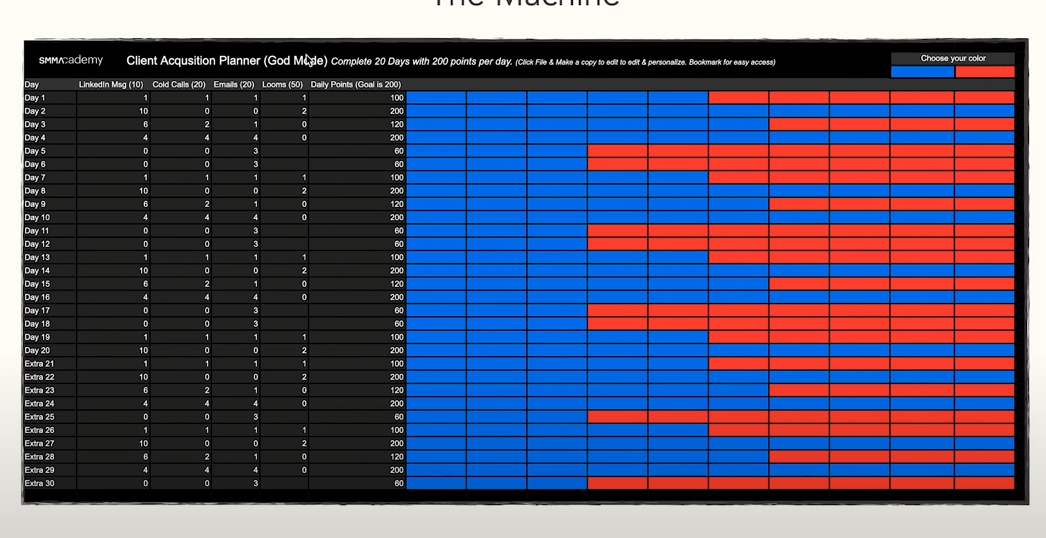 The Machine
SMMAcademy Client Acqusition Planner (God Mode) Complete 20 Days with 200 points per day. (Click File & Make a copy to edit to edit & personalize. Bookmark for easy access) Choose your color
Day LinkedIn Msg (10) Cold Calls (20) Emails (20) Looms (50) Daily Points (Goal is 200)
Day 1 1 1 1 1 100
Day 2 10 0 0 2 200
Day 3 6 2 1 0 120
Day 4 4 4 4 0 200
Day 5 0 0 3 60
Day 6 0 0 3 60
Day 7 1 1 1 1 100
Day 8 10 0 0 2 200
Day 9 6 2 1 0 120
Day 10 4 4 4 0 200
Day 11 0 0 3 60
Day 12 0 0 3 60
Day 13 1 1 1 1 100
Day 14 10 0 0 2 200
Day 15 6 2 1 0 120
Day 16 4 4 4 0 200
Day 17 0 0 3 60
Day 18 0 0 3 60
Day 19 1 1 1 1 100
Day 20 10 0 0 2 200
Extra 21 1 1 1 1 100
Extra 22 10 0 0 2 200
Extra 23 6 2 1 0 120
Extra 24 4 4 4 0 200
Extra 25 0 0 3 60
Extra 26 1 1 1 1 100
Extra 27 10 0 0 2 200
Extra 28 6 2 1 0 120
Extra 29 4 4 4 0 200
Extra 30 0 0 3 60